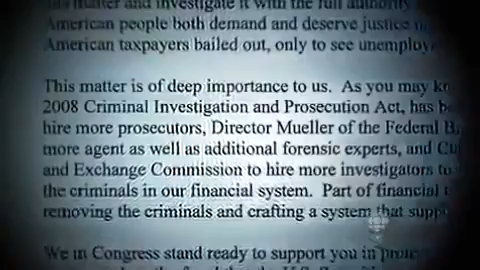 matter and investigate it with the full authority
American people both demand and deserve justice
American taxpayers bailed out, only to see
This matter is of deep importance to us. As you may
2008 Criminal Investigation and Prosecution Act, has
hire more prosecutors, Director Mueller of the Federal B
more agent as well as additional forensic experts, and
and Exchange Commission to hire more investigators to
the criminals in our financial system. Part of financial
removing the criminals and crafting a system that
We in Congress stand ready to support you in